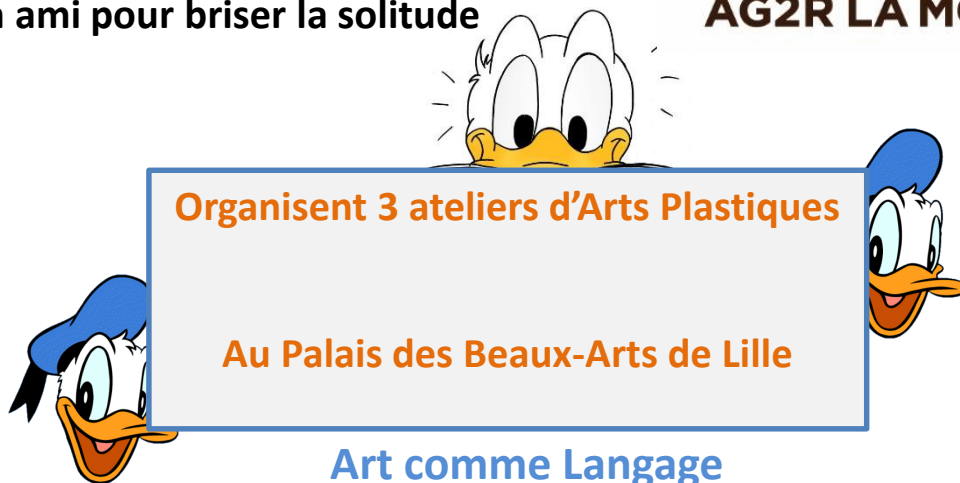 ami pour briser la solitude
AG2R LA
Organisent 3 ateliers d’Arts Plastiques
Au Palais des Beaux-Arts de Lille
Art comme Langage